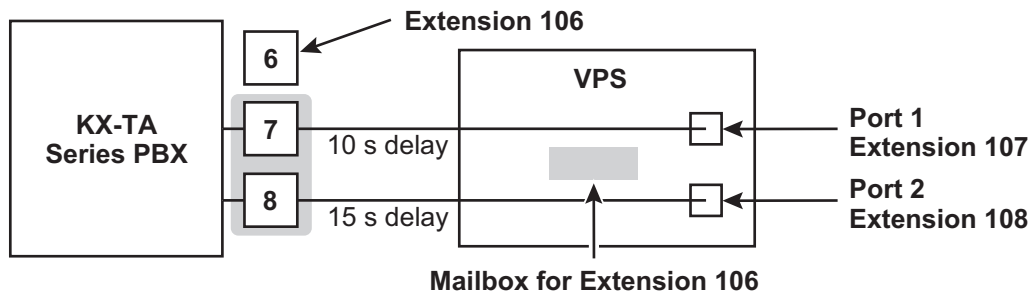 Extension 106
6
VPS
KX-TA
Series PBX
7
10 s delay
Port 1
Extension 107
8
15 s delay
Port 2
Extension 108
Mailbox for Extension 106